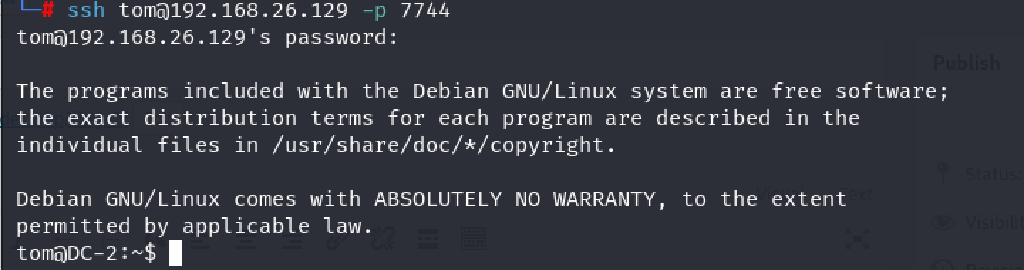 └─# ssh tom@192.168.26.129 -p 7744
tom@192.168.26.129's password:
The programs included with the Debian GNU/Linux system are free software;
the exact distribution terms for each program are described in the
individual files in /usr/share/doc/*/copyright.
Debian GNU/Linux comes with ABSOLUTELY NO WARRANTY, to the extent
permitted by applicable law.
tom@DC-2:~$
Publish
Status: